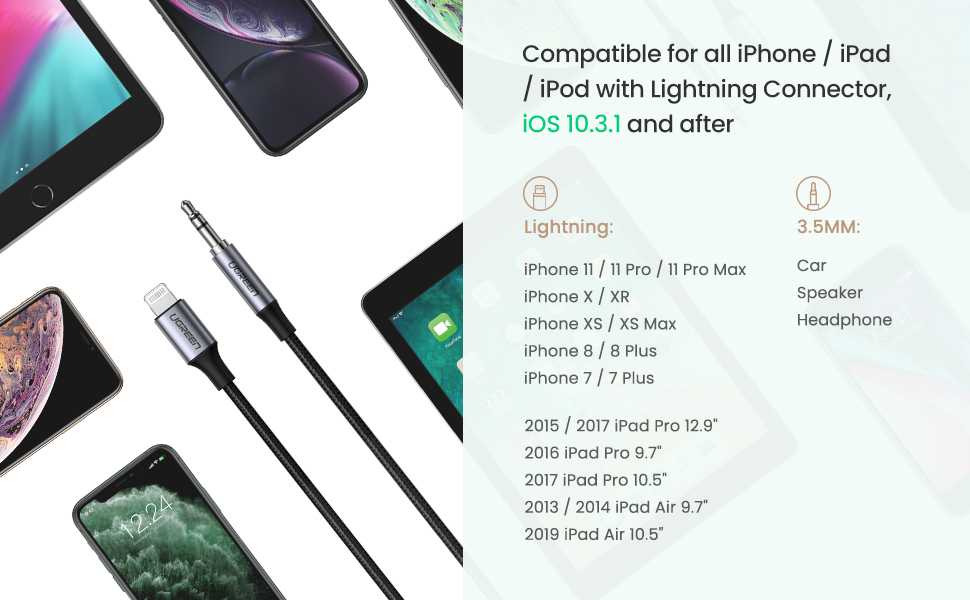 Compatible for all iPhone / iPad
/ iPod with Lightning Connector,
iOS 10.3.1 and after
Lightning:
iPhone 11 / 11 Pro / 11 Pro Max
iPhone X / XR
iPhone XS / XS Max
iPhone 8 / 8 Plus
iPhone 7 / 7 Plus
2015 / 2017 iPad Pro 12.9"
2016 iPad Pro 9.7"
2017 iPad Pro 10.5"
2013 / 2014 iPad Air 9.7"
2019 iPad Air 10.5"
3.5MM:
Car
Speaker
Headphone
UGREEN
UGREEN
12:24